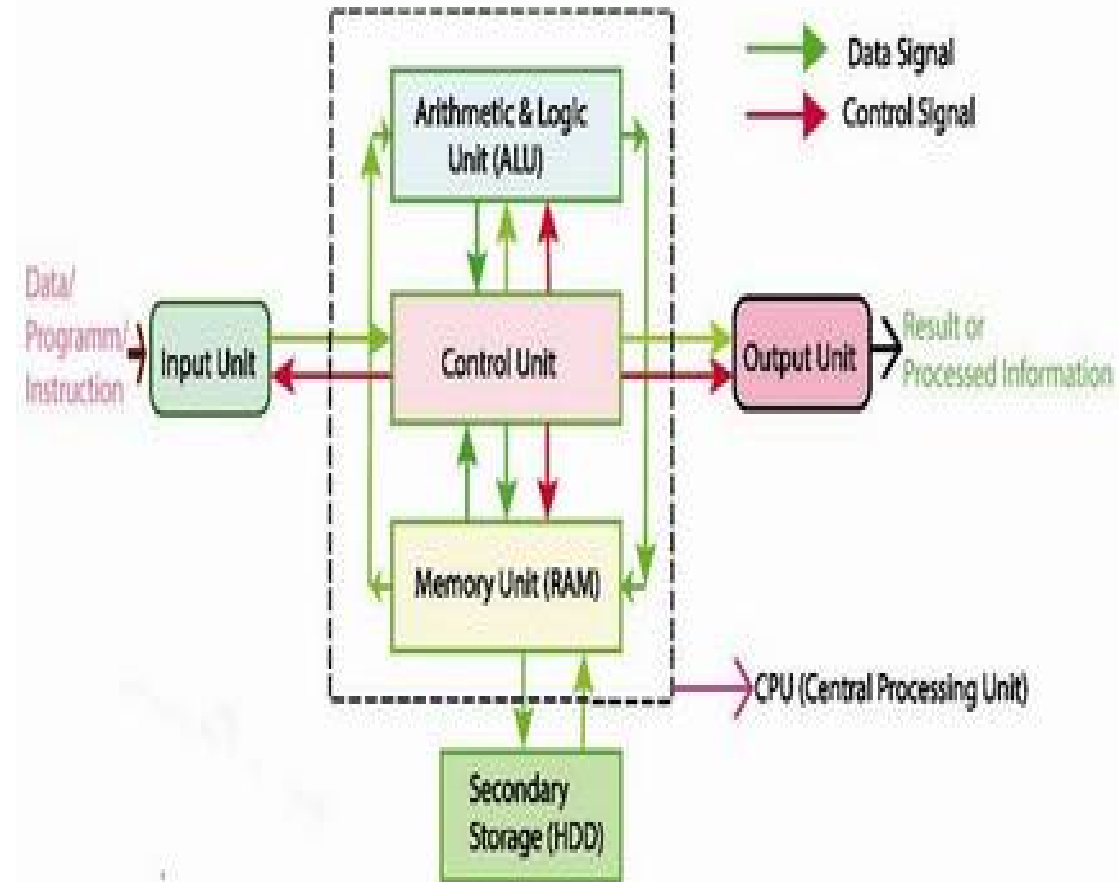 Data Signal
Control Signal
Arithmetic & Logic
Unit (ALU)
Data/
Programm/
Instruction
Input Unit
Control Unit
Output Unit
Result or
Processed Information
Memory Unit (RAM)
CPU (Central Processing Unit)
Secondary
Storage (HDD)